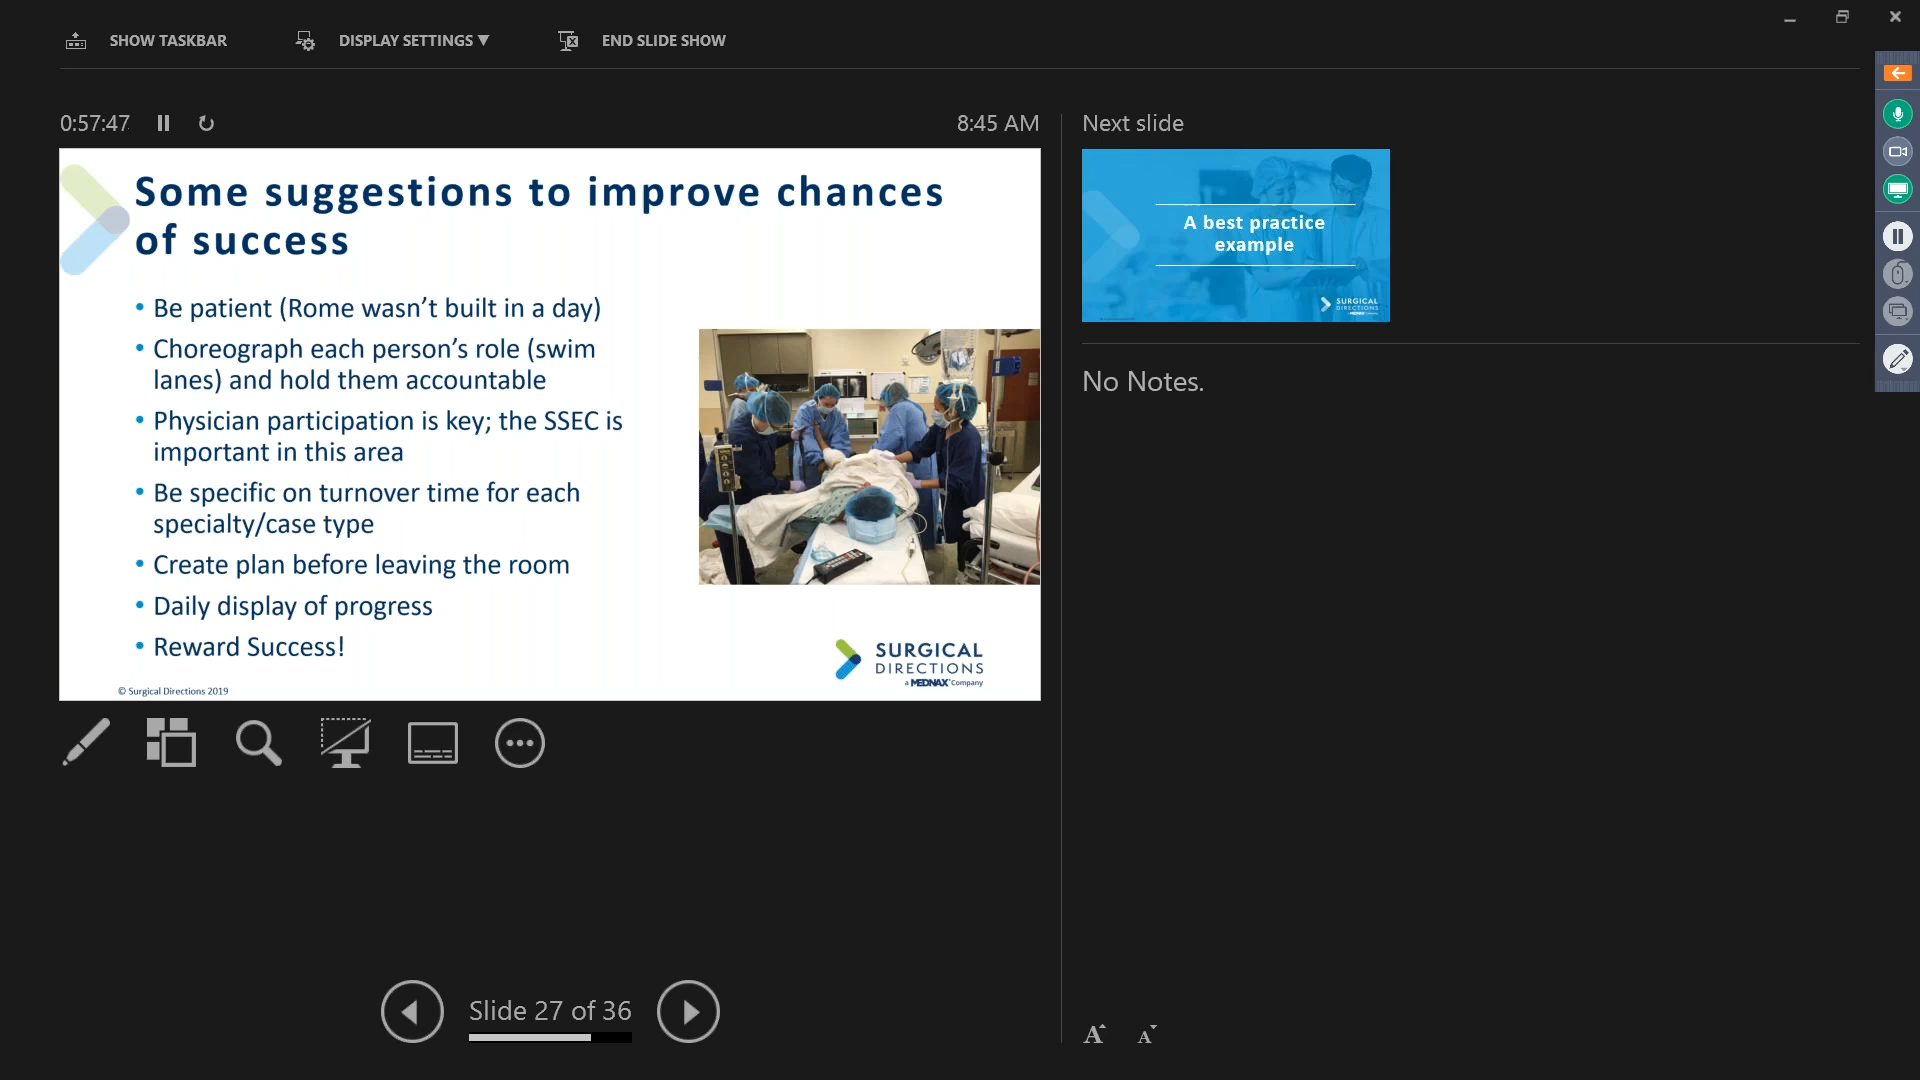 SHOW TASKBAR
DISPLAY SETTINGS ▼
END SLIDE SHOW
0:57:47
8:45 AM
Some suggestions to improve chances
of success
• Be patient (Rome wasn’t built in a day)
• Choreograph each person’s role (swim
lanes) and hold them accountable
• Physician participation is key; the SSEC is
important in this area
• Be specific on turnover time for each
specialty/case type
• Create plan before leaving the room
• Daily display of progress
• Reward Success!
SURGICAL
DIRECTIONS
a MEDNAX Company
© Surgical Directions 2019
Slide 27 of 36
Next slide
A best practice
example
SURGICAL
DIRECTIONS
a MEDNAX Company
No Notes.
A A